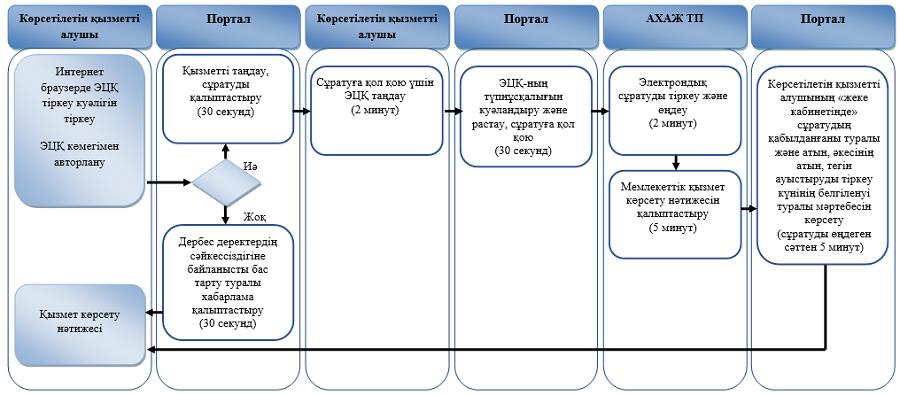 Көрсетілетін қызметті
алушы
Портал
Көрсетілетін қызметті
алушы
Портал
АХАЖ ТП
Портал
Интернет
браузерде ЭЦҚ
тіркеу куәлігін
тіркеу
ЭЦҚ көмегімен
авторлану
Қызметті таңдау,
сұратуды
қалыптастыру
(30 секунд)
Иә
Жоқ
Дербес деректердің
сәйкессіздігіне
байланысты бас
тарту туралы
хабарлама
қалыптастыру
(30 секунд)
Сұратуға қол қою үшін
ЭЦҚ таңдау
(2 минут)
ЭЦҚ-ның
түпнұсқалығын
куәландыру және
растау, сұратуға қол
қою
(30 секунд)
Электрондық
сұратуды тіркеу және
өңдеу
(2 минут)
Мемлекеттік қызмет
көрсету нәтижесін
қалыптастыру
(5 минут)
Көрсетілетін қызметті
алушының «жеке
кабинетінде»
сұратудың
қабылданғаны туралы
және атын, әкесінің
атын, тегін
ауыстыруды тіркеу
күнінің белгіленуі
туралы мәртебесін
көрсету
(сұратуды өңдеген
сәттен 5 минут)
Қызмет көрсету
нәтижесі